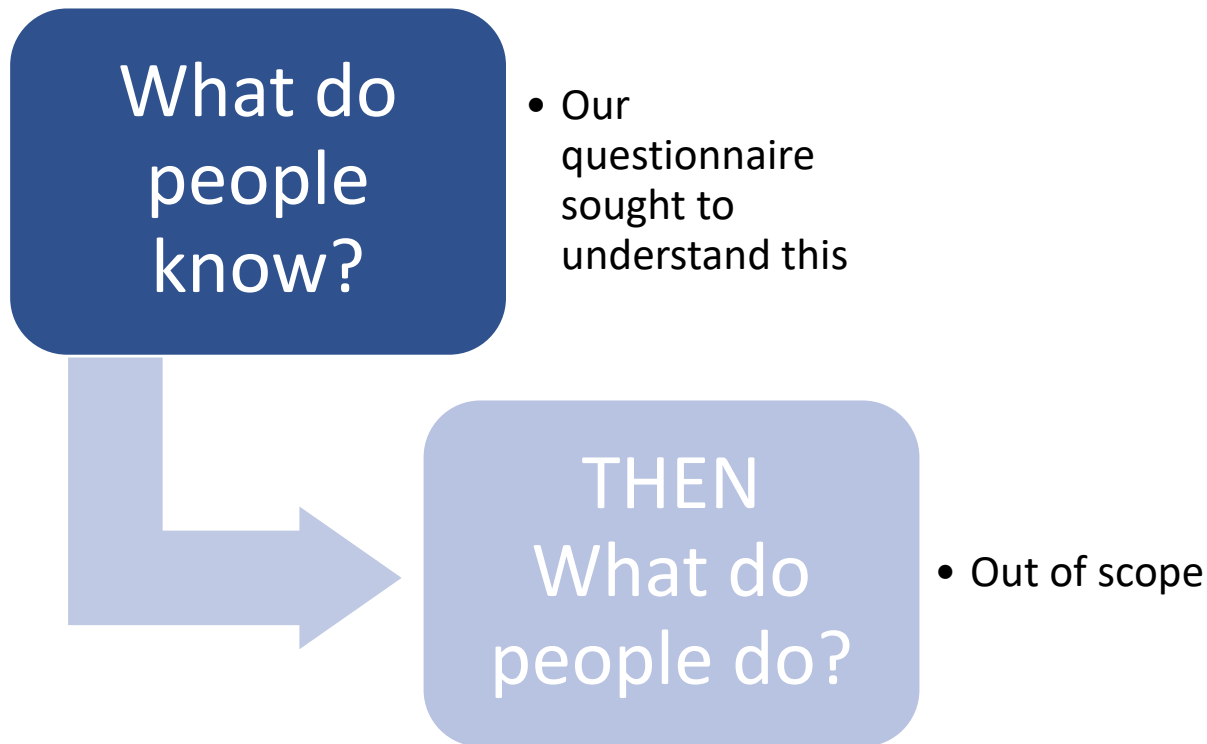 What do
people
know?
• Our
questionnaire
sought to
understand this
THEN
What do
people do?
• Out of scope